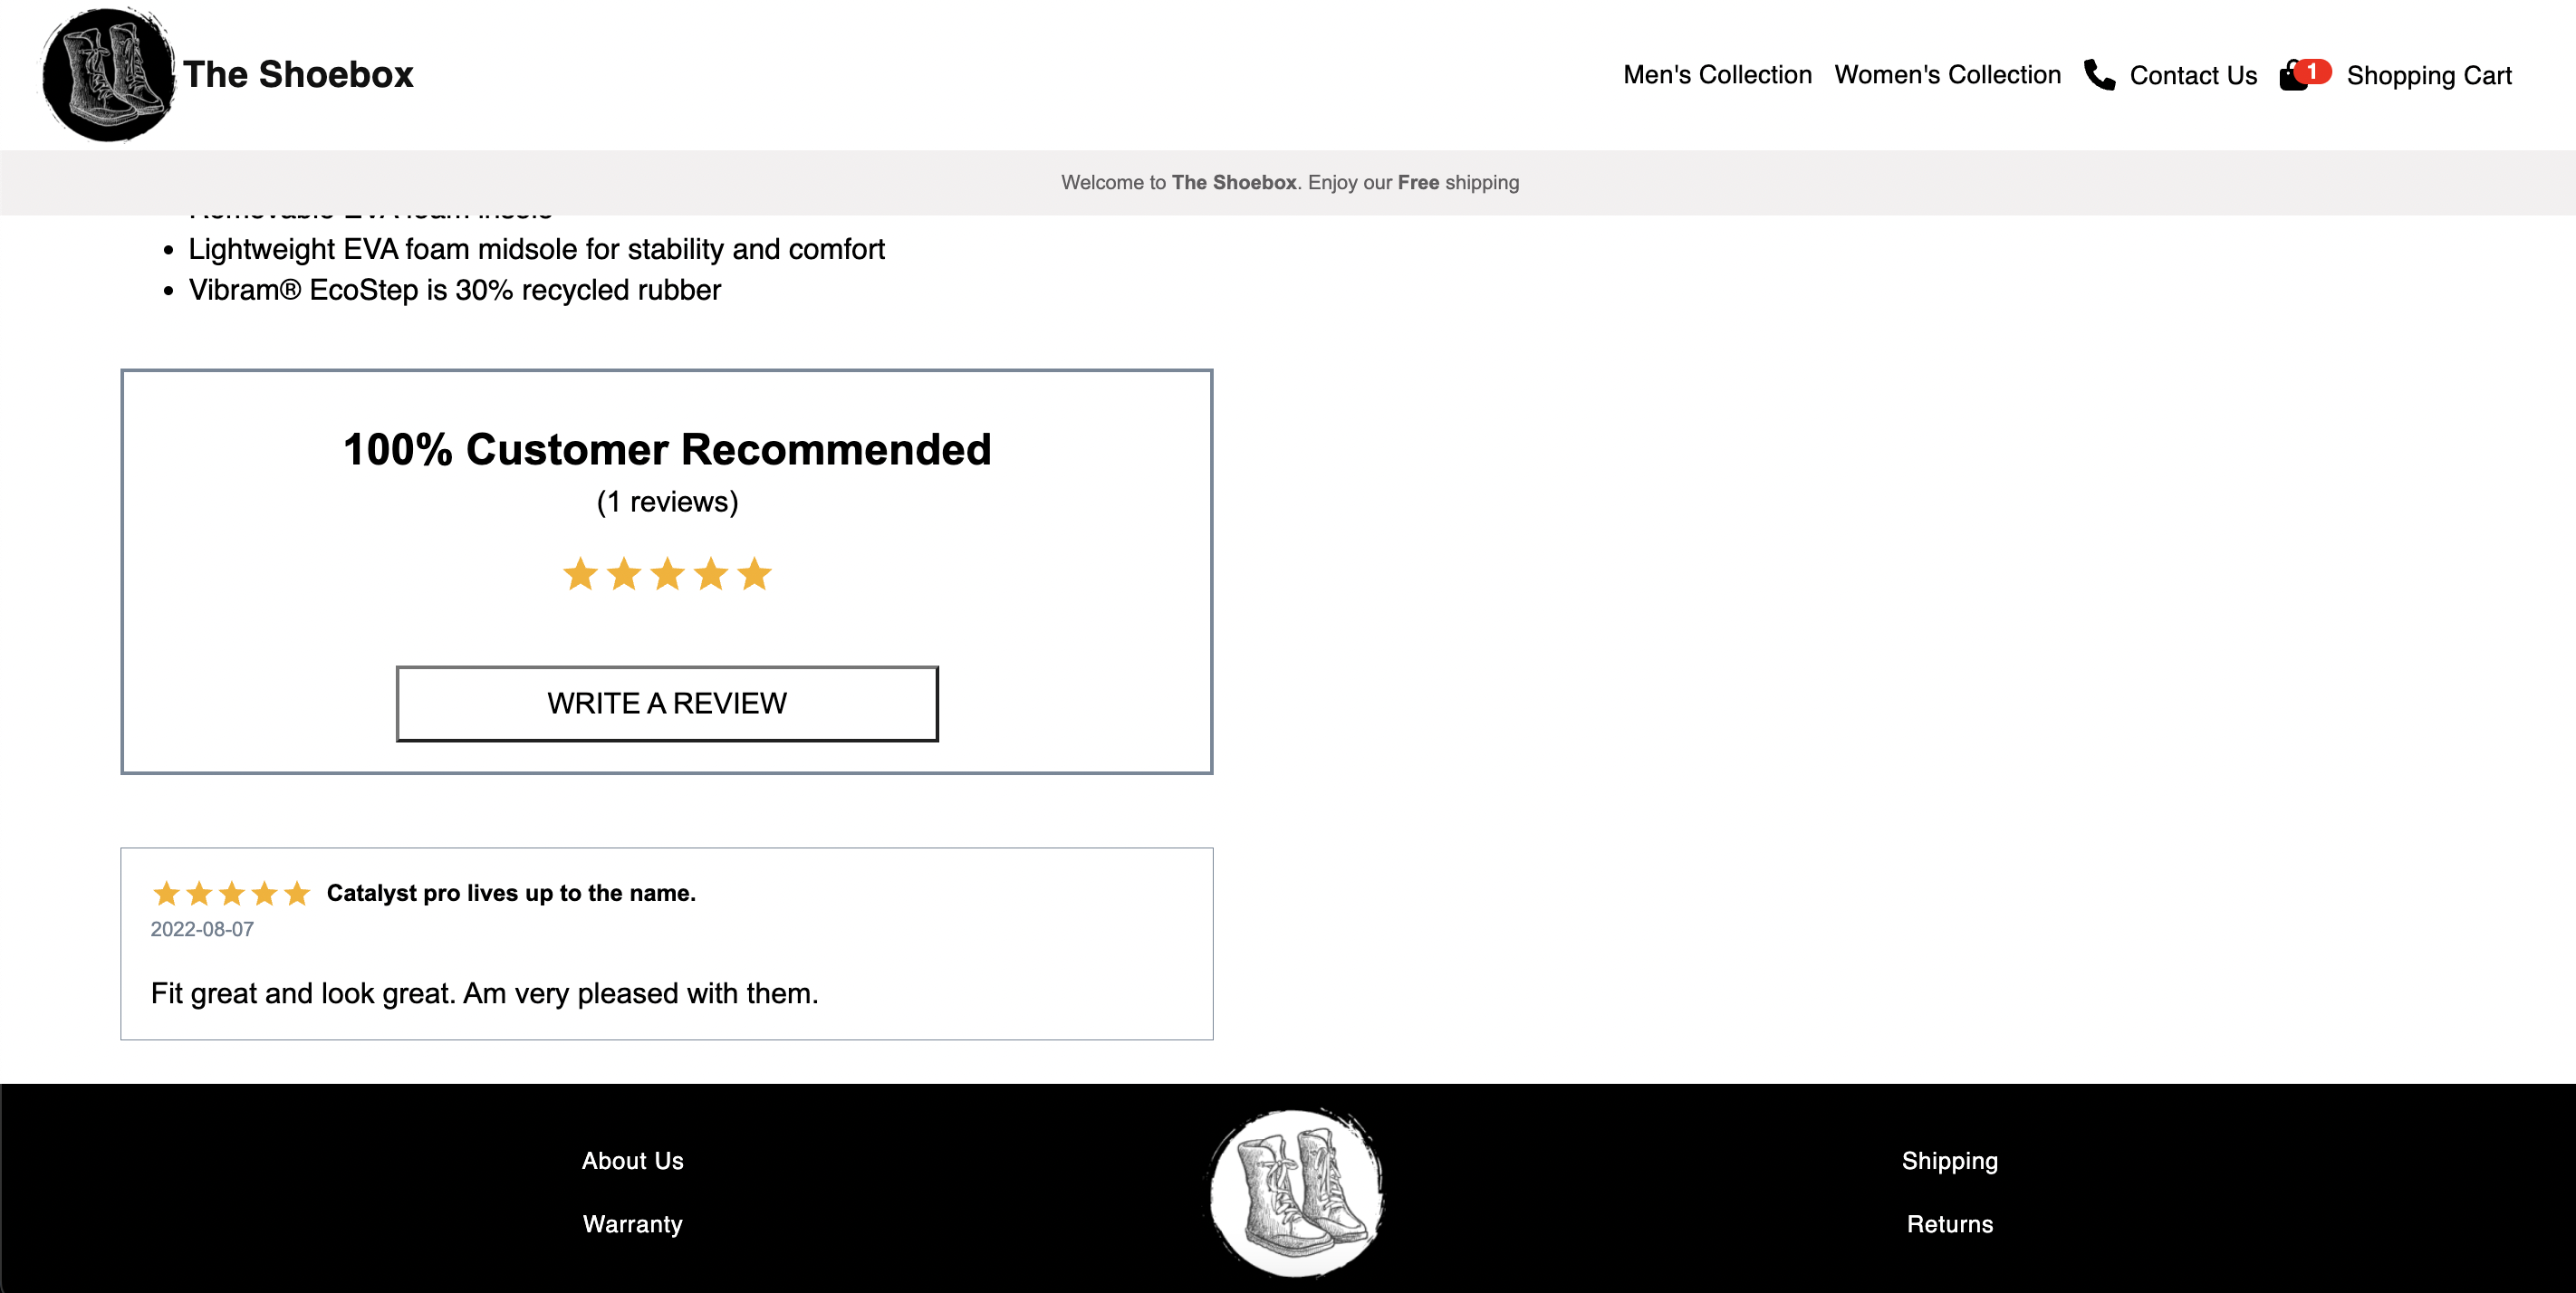 The Shoebox
Men's Collection Women's Collection Contact Us 1 Shopping Cart
Welcome to The Shoebox. Enjoy our Free shipping
Lightweight EVA foam midsole for stability and comfort
Vibram® EcoStep is 30% recycled rubber
100% Customer Recommended
(1 reviews)
WRITE A REVIEW
Catalyst pro lives up to the name.
2022-08-07
Fit great and look great. Am very pleased with them.
About Us
Warranty
Shipping
Returns